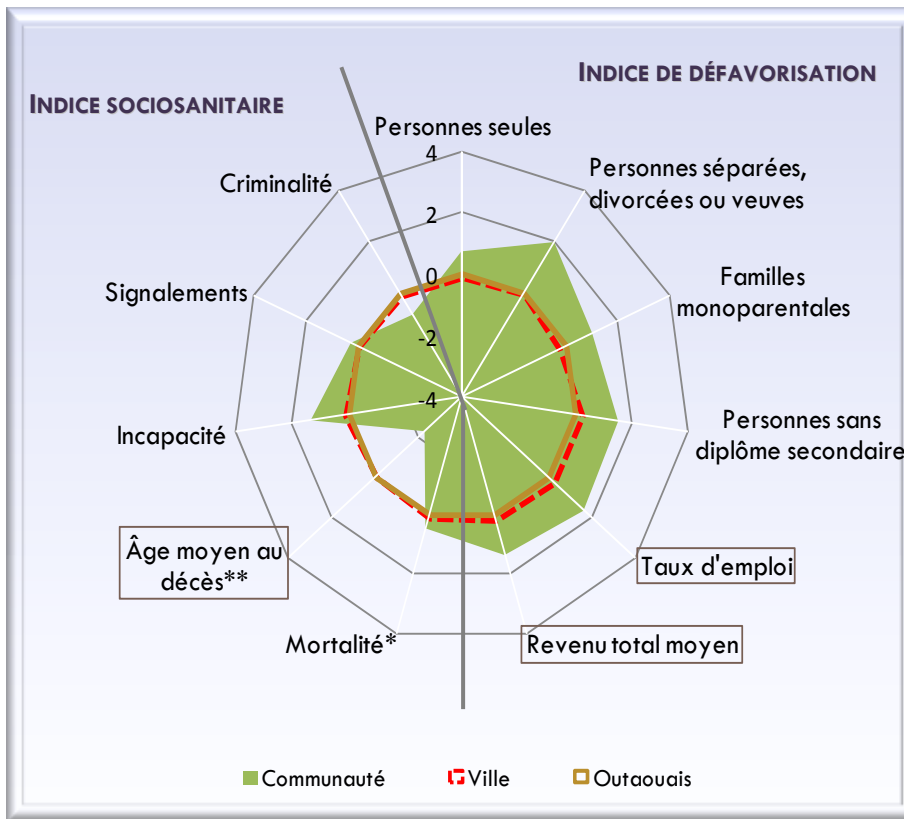 INDICE DE DÉFAVORISATION
INDICE SOCIOSANITAIRE
Personnes seules
Personnes séparées,
divorcées ou veuves
Familles
monoparentales
Personnes sans
diplôme secondaire
Taux d'emploi
Revenu total moyen
Mortalité*
Âge moyen au
décès**
Incapacité
Signalements
Criminalité
4
2
0
-2
-4
Communauté
Ville
Outaouais